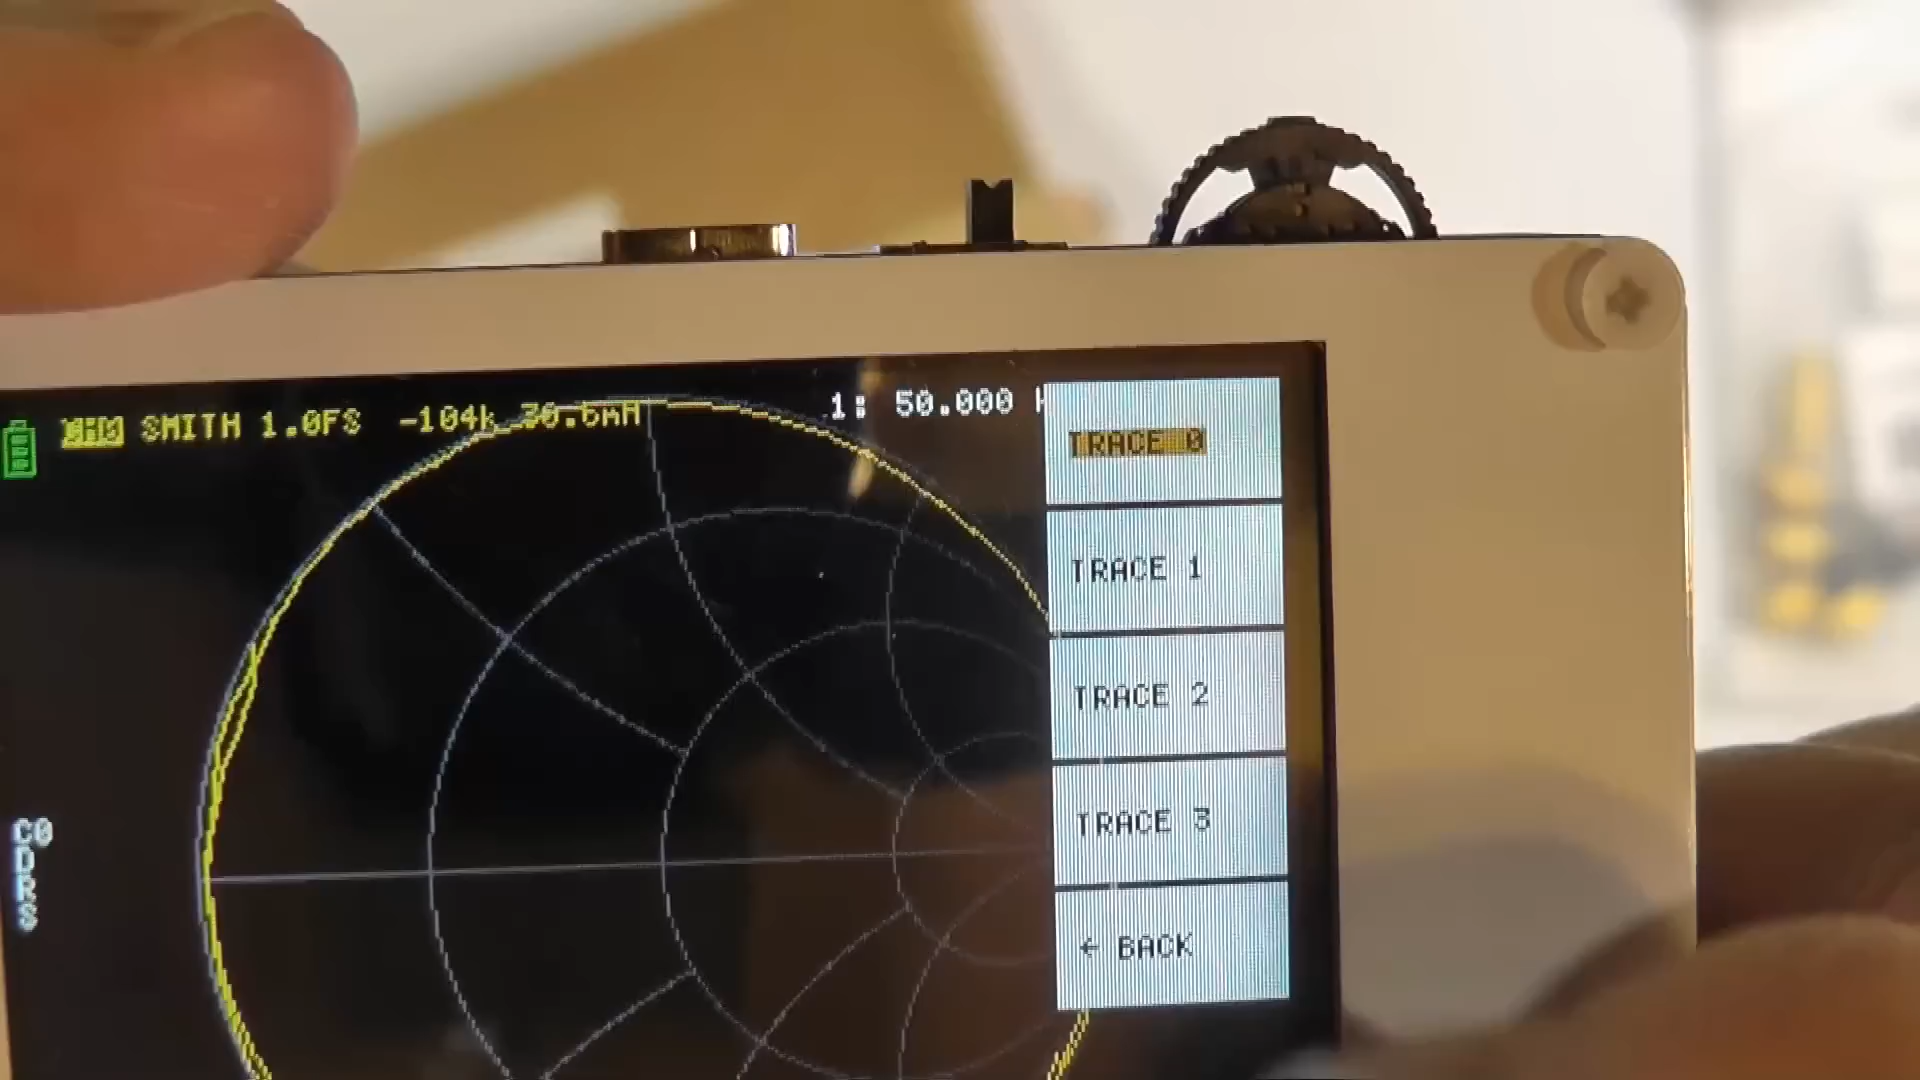 CH0 SMITH 1.0FS -104k 30.6mH
1: 50.000
TRACE 0
TRACE 1
TRACE 2
TRACE 3
← BACK
C0
D
R
S